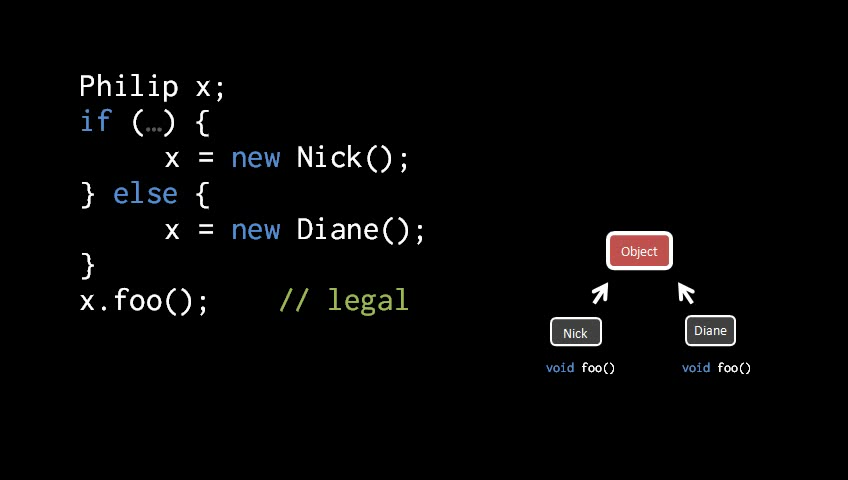 Philip x;
if (…) {
x = new Nick();
} else {
x = new Diane();
}
x.foo(); // legal
Object
Nick
Diane
void foo()
void foo()